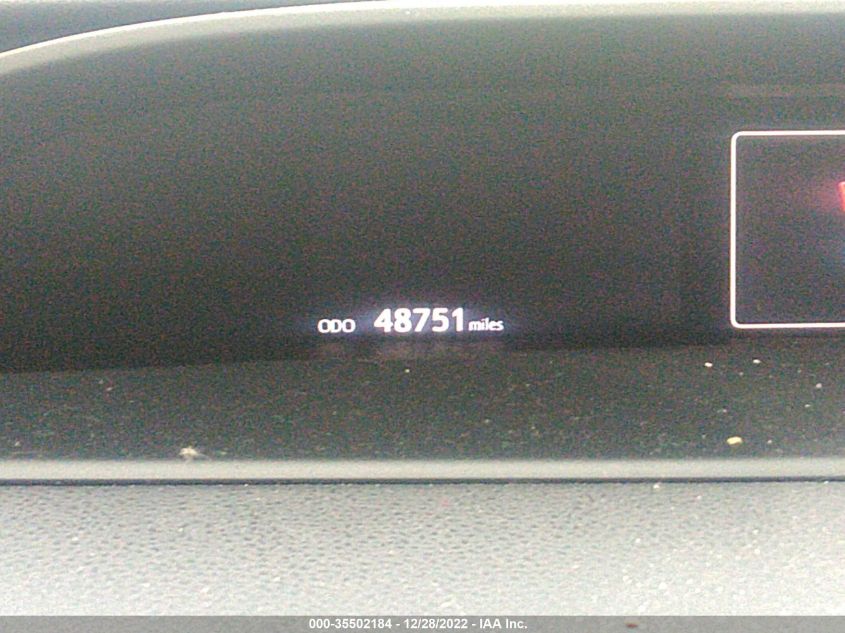 ODO 48751 miles
000-35502184 - 12/28/2022 - IAA Inc.